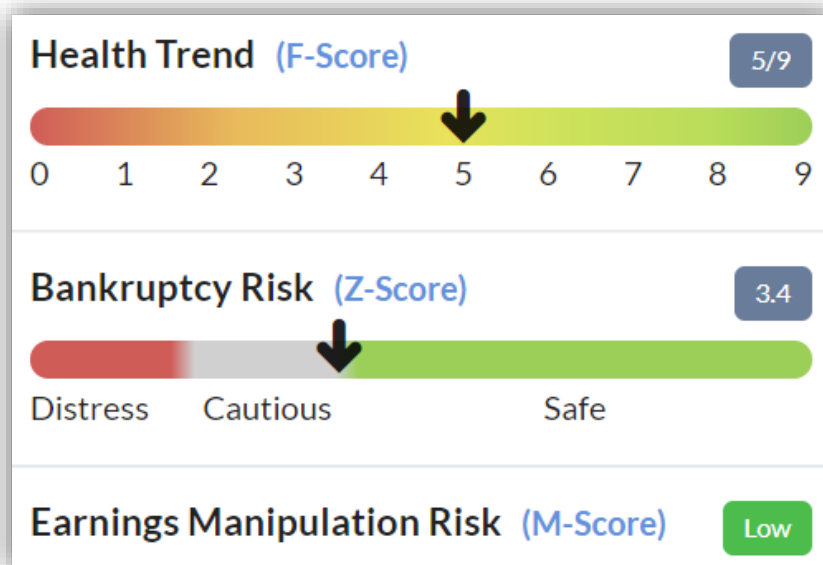 Health Trend (F-Score) 5/9
0 1 2 3 4 5 6 7 8 9
Bankruptcy Risk (Z-Score) 3.4
Distress Cautious Safe
Earnings Manipulation Risk (M-Score) Low